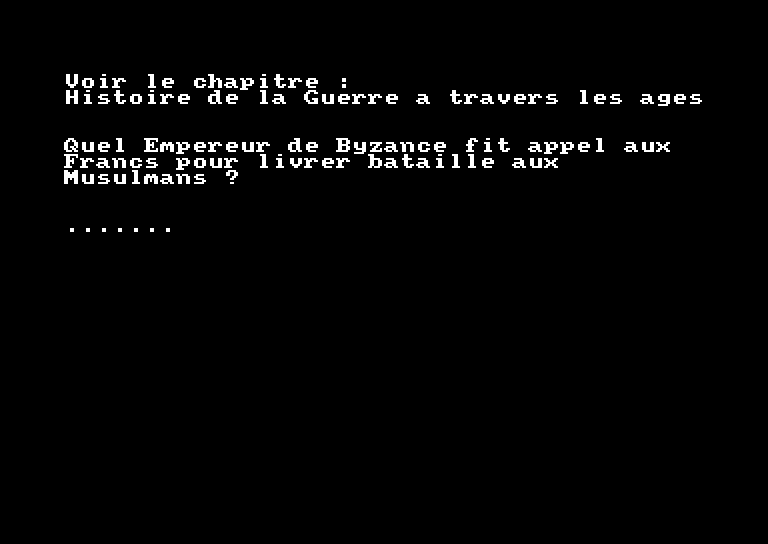 Voir le chapitre :
Histoire de la Guerre a travers les ages
Quel Empereur de Byzance fit appel aux
Francs pour livrer bataille aux
Musulmans ?
.......